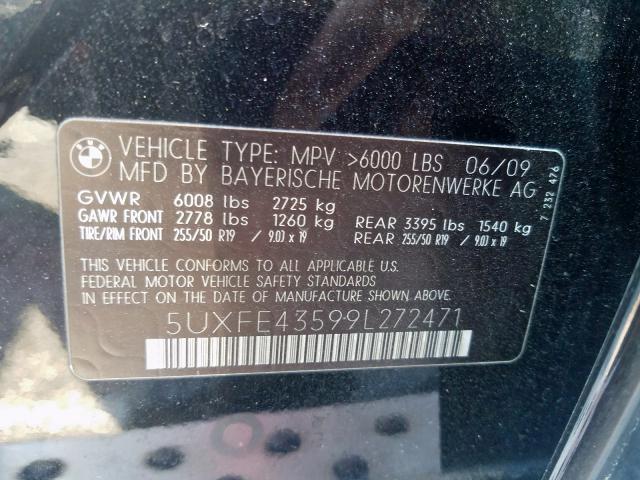 BMW
VEHICLE TYPE: MPV >6000 LBS 06/09
MFD BY BAYERISCHE MOTORENWERKE AG
GVWR 6008 lbs 2725 kg
GAWR FRONT 2778 lbs 1260 kg REAR 3395 lbs 1540 kg
TIRE/RIM FRONT 255/50 R19 / 9.0J x 19 REAR 255/50 R19 / 9.0J x 19
THIS VEHICLE CONFORMS TO ALL APPLICABLE U.S.
FEDERAL MOTOR VEHICLE SAFETY STANDARDS
IN EFFECT ON THE DATE OF MANUFACTURE SHOWN ABOVE.
5UXFE43599L272471
7 232 476